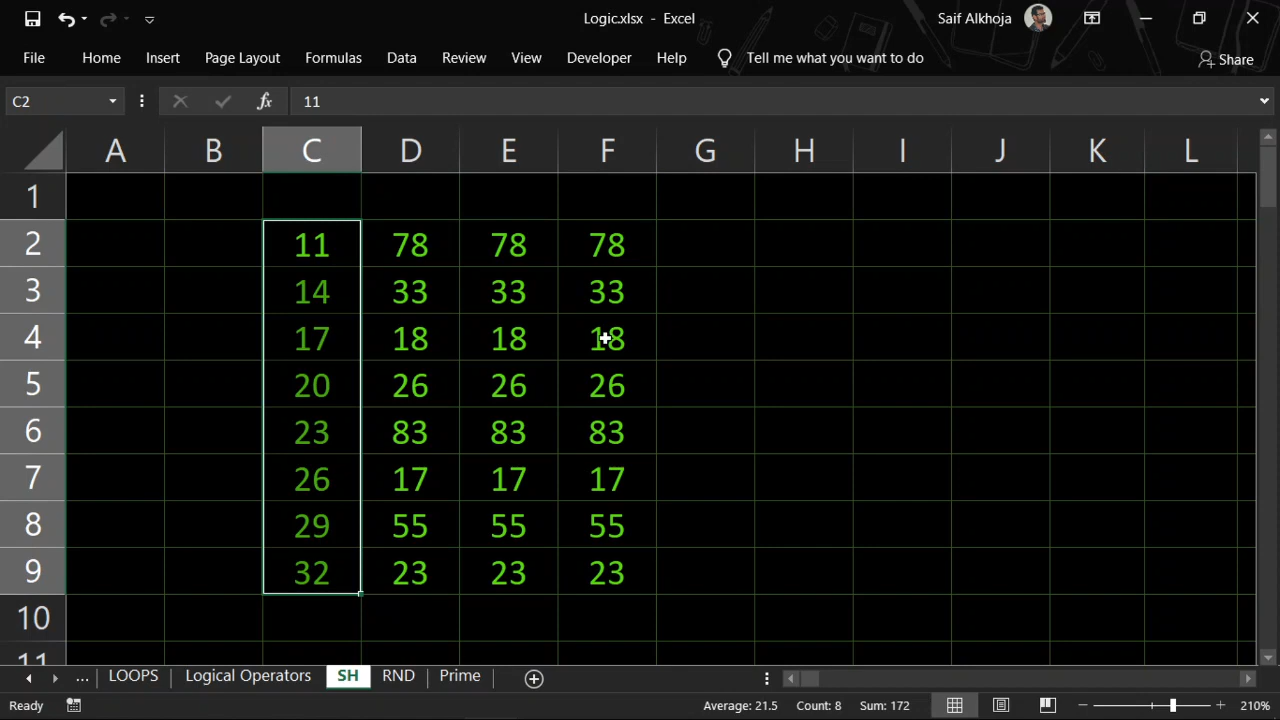 Logic.xlsx - Excel
Saif Alkhoja
File Home Insert Page Layout Formulas Data Review View Developer Help Tell me what you want to do Share
C2 fx 11
A B C D E F G H I J K L
1
2 11 78 78 78
3 14 33 33 33
4 17 18 18 18
5 20 26 26 26
6 23 83 83 83
7 26 17 17 17
8 29 55 55 55
9 32 23 23 23
10
11
... LOOPS Logical Operators SH RND Prime
Ready Average: 21.5 Count: 8 Sum: 172 210%